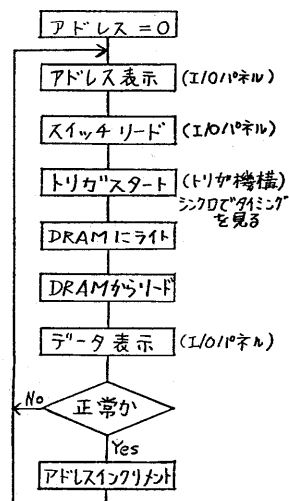 アドレス=0
アドレス表示 (I/Oパネル)
スイッチリード (I/Oパネル)
トリガスタート (トリガ機構)
シンクロでタイミング
を見る
DRAMにライト
DRAMからリード
データ表示 (I/Oパネル)
No 正常か
Yes
アドレスインクリメント